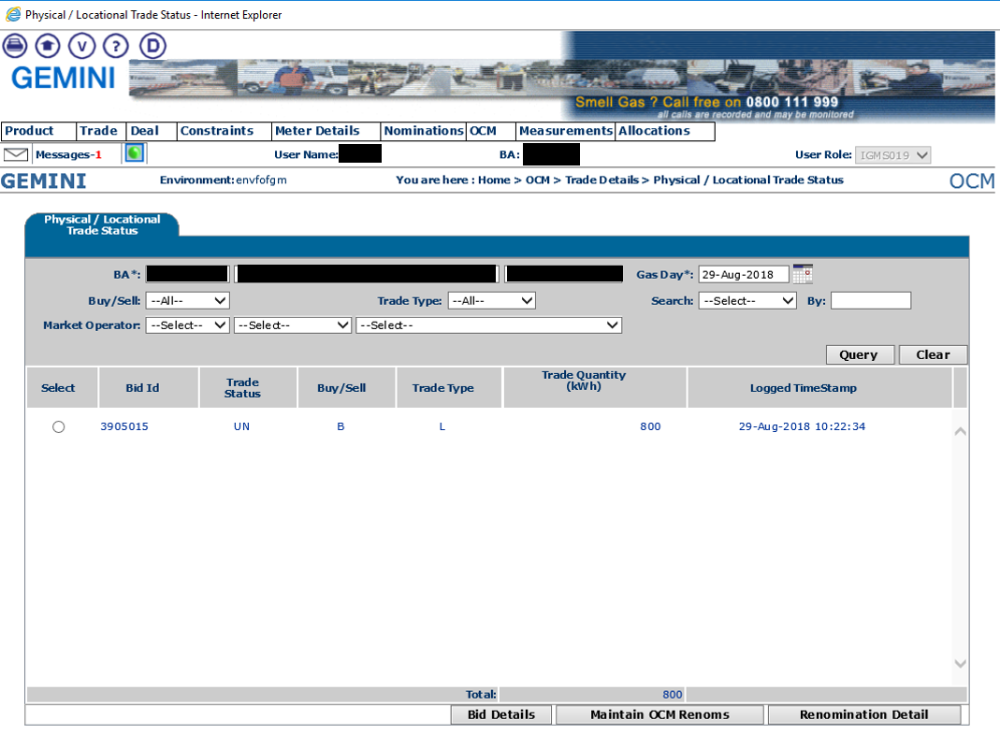 Physical / Locational Trade Status - Internet Explorer
V ? D
GEMINI
Smell Gas ? Call free on 0800 111 999
all calls are recorded and may be monitored
Product Trade Deal Constraints Meter Details Nominations OCM Measurements Allocations
Messages-1 User Name: BA: User Role: IGMS019
GEMINI Environment: envfofgm You are here : Home > OCM > Trade Details > Physical / Locational Trade Status OCM
Physical / Locational
Trade Status
BA*: Gas Day*: 29-Aug-2018
Buy/Sell: --All-- Trade Type: --All-- Search: --Select-- By:
Market Operator: --Select-- --Select-- --Select--
Query Clear
Select Bid Id Trade Status Buy/Sell Trade Type Trade Quantity (kWh) Logged TimeStamp
3905015 UN B L 800 29-Aug-2018 10:22:34
Total: 800
Bid Details Maintain OCM Renoms Renomination Detail